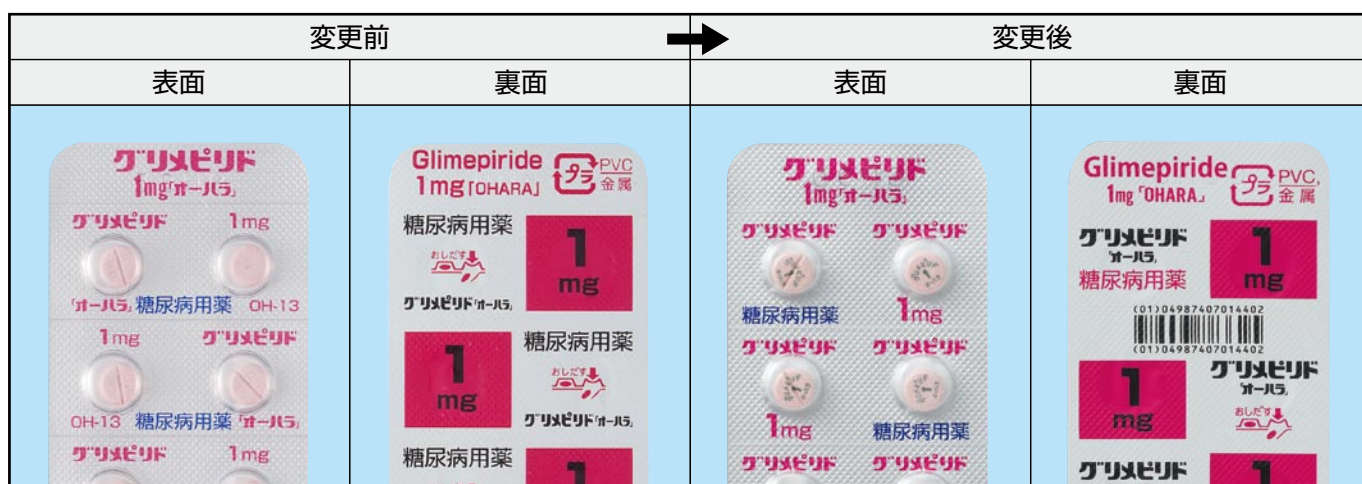 変更前 変更後
表面 裏面 表面 裏面
グリメピリド
1mg「オーハラ」
グリメピリド 1mg
「オーハラ」 糖尿病用薬 OH-13
1mg グリメピリド
OH-13 糖尿病用薬 「オーハラ」
グリメピリド 1mg
Glimepiride
1mg「OHARA」
プラ PVC
金属
糖尿病用薬
おしだす
グリメピリド「オーハラ」
1
mg
糖尿病用薬
1
mg
おしだす
グリメピリド「オーハラ」
糖尿病用薬
1
グリメピリド
1mg「オーハラ」
グリメピリド グリメピリド
糖尿病用薬 1mg
グリメピリド グリメピリド
1mg 糖尿病用薬
グリメピリド グリメピリド
Glimepiride
1mg「OHARA」
プラ PVC,
金属
グリメピリド
「オーハラ」
糖尿病用薬
1
mg
(01)04987407014402
(01)04987407014402
1
mg
グリメピリド
「オーハラ」
おしだす
グリメピリド
1